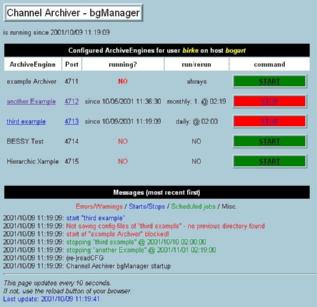 Channel Archiver - bgManager
is running since 2001/10/09 11:19:09
Configured ArchiveEngines for user birke on host bogart
ArchiveEngine Port running? run/rerun command
example Archiver 4711 NO always START
another Example 4712 since 10/05/2001 11:36:30 monthly: 1. @ 02:19 STOP
third example 4713 since 10/09/2001 11:19:09 daily: @ 02:03 STOP
BESSY Test 4714 NO NO START
Hierarchic Xample 4715 NO NO START
Messages (most recent first)
Errors/Warnings / Starts/Stops / Scheduled jobs / Misc.
2001/10/09 11:19:09: start "third example"
2001/10/09 11:19:09: Not saving config-files of "third example" - no previous directory found
2001/10/09 11:19:09: start of "example Archiver" blocked!
2001/10/09 11:19:09: stopping "third example" @ 2001/10/10 02:00:00
2001/10/09 11:19:09: stopping "another Example" @ 2001/11/01 02:19:00
2001/10/09 11:19:09: (re-)readCFG
2001/10/09 11:19:09: Channel Archiver bgManager startup
This page updates every 10 seconds.
If not, use the reload button of your browser.
Last update: 2001/10/09 11:19:41